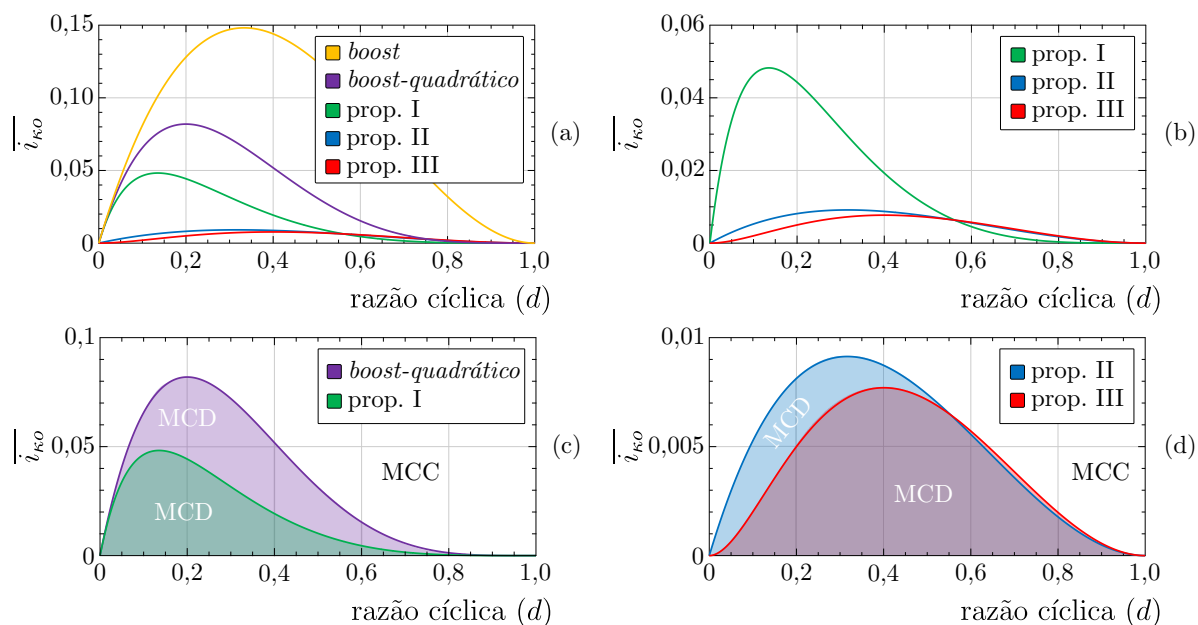 0,15
0,10
0,05
0
i̅κo
boost
boost-quadrático
prop. I
prop. II
prop. III
(a)
0 0,2 0,4 0,6 0,8 1,0
razão cíclica (d)
0,06
0,04
0,02
0
i̅κo
prop. I
prop. II
prop. III
(b)
0 0,2 0,4 0,6 0,8 1,0
razão cíclica (d)
0,1
0,05
0
i̅κo
boost-quadrático
prop. I
MCD
MCC
MCD
(c)
0 0,2 0,4 0,6 0,8 1,0
razão cíclica (d)
0,01
0,005
0
i̅κo
prop. II
prop. III
MCD
MCC
MCD
(d)
0 0,2 0,4 0,6 0,8 1,0
razão cíclica (d)